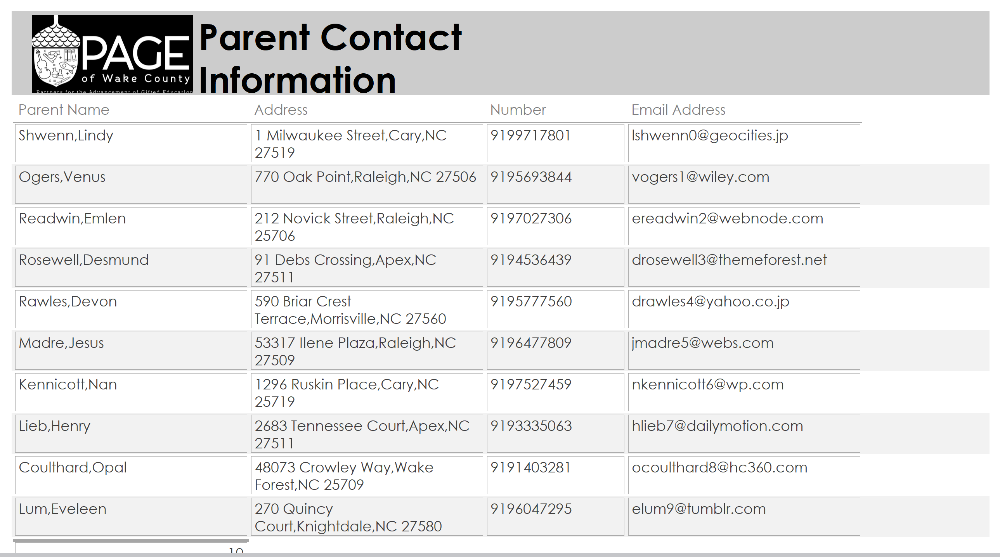 PAGE
of Wake County
Partners for the Advancement of Gifted Education
Parent Contact
Information
Parent Name Address Number Email Address
Shwenn,Lindy 1 Milwaukee Street,Cary,NC 9199717801 lshwenn0@geocities.jp
27519
Ogers,Venus 770 Oak Point,Raleigh,NC 27506 9195693844 vogers1@wiley.com
Readwin,Emlen 212 Novick Street,Raleigh,NC 9197027306 ereadwin2@webnode.com
25706
Rosewell,Desmund 91 Debs Crossing,Apex,NC 9194536439 drosewell3@themeforest.net
27511
Rawles,Devon 590 Briar Crest 9195777560 drawles4@yahoo.co.jp
Terrace,Morrisville,NC 27560
Madre,Jesus 53317 Ilene Plaza,Raleigh,NC 9196477809 jmadre5@webs.com
27509
Kennicott,Nan 1296 Ruskin Place,Cary,NC 9197527459 nkennicott6@wp.com
25719
Lieb,Henry 2683 Tennessee Court,Apex,NC 9193335063 hlieb7@dailymotion.com
27511
Coulthard,Opal 48073 Crowley Way,Wake 9191403281 ocoulthard8@hc360.com
Forest,NC 25709
Lum,Eveleen 270 Quincy 9196047295 elum9@tumblr.com
Court,Knightdale,NC 27580
10